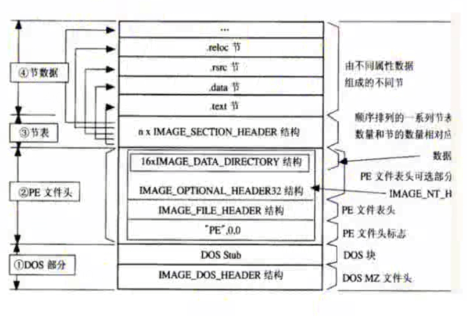 ...
.reloc 节
.rsrc 节
.data 节
.text 节
④节数据
由不同属性数据
组成的不同节
n x IMAGE_SECTION_HEADER 结构
③节表
顺序排列的一系列节表
数量和节的数量相对应
16xIMAGE_DATA_DIRECTORY 结构
数据
②PE 文件头
IMAGE_OPTIONAL_HEADER32 结构
PE 文件表头可选部分
IMAGE_NT_H
IMAGE_FILE_HEADER 结构
PE 文件表头
"PE",0,0
PE 文件头标志
①DOS 部分
DOS Stub
DOS 块
IMAGE_DOS_HEADER 结构
DOS MZ 文件头